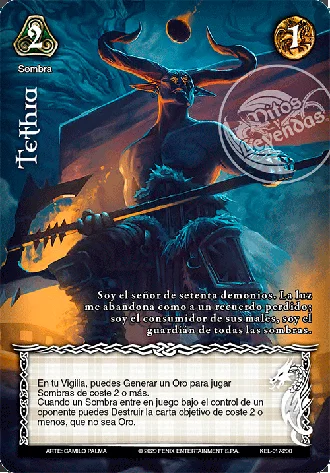 2
1
Sombra
Tethra
Mitos y Leyendas
Soy el señor de setenta demonios. La luz
me abandona como a un recuerdo perdido;
soy el consumidor de sus males, soy el
guardián de todas las sombras.
En tu Vigilia, puedes Generar un Oro para jugar
Sombras de coste 2 o más.
Cuando un Sombra entre en juego bajo el control de un
oponente puedes Destruir la carta objetivo de coste 2 o
menos, que no sea Oro.
ARTE: CAMILO PALMA
© 2020 FENIX ENTERTAINMENT S.P.A.